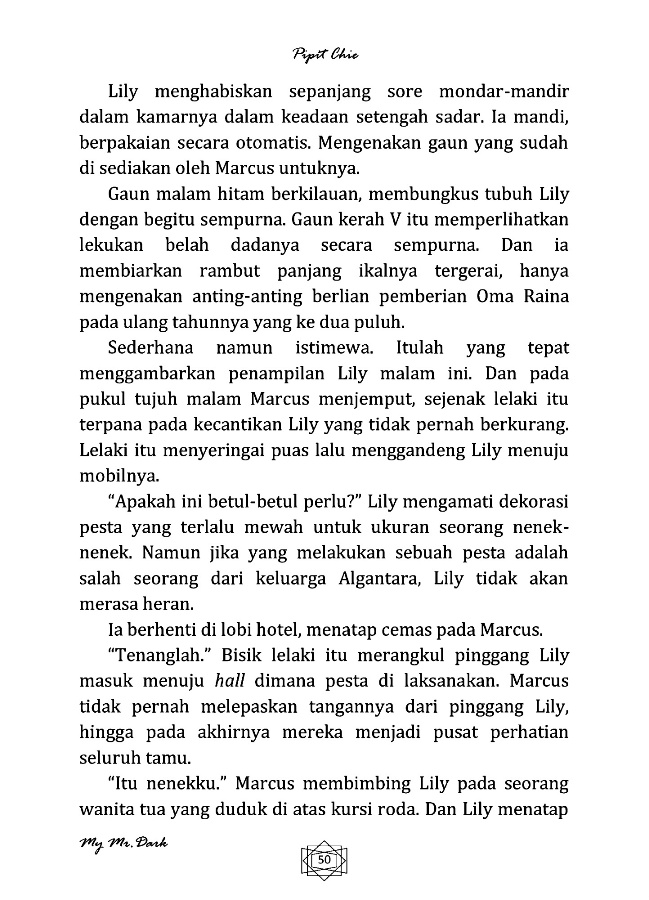 Pipit Chie
Lily menghabiskan sepanjang sore mondar-mandir
dalam kamarnya dalam keadaan setengah sadar. Ia mandi,
berpakaian secara otomatis. Mengenakan gaun yang sudah
di sediakan oleh Marcus untuknya.
Gaun malam hitam berkilauan, membungkus tubuh Lily
dengan begitu sempurna. Gaun kerah V itu memperlihatkan
lekukan belah dadanya secara sempurna. Dan ia
membiarkan rambut panjang ikalnya tergerai, hanya
mengenakan anting-anting berlian pemberian Oma Raina
pada ulang tahunnya yang ke dua puluh.
Sederhana namun istimewa. Itulah yang tepat
menggambarkan penampilan Lily malam ini. Dan pada
pukul tujuh malam Marcus menjemput, sejenak lelaki itu
terpana pada kecantikan Lily yang tidak pernah berkurang.
Lelaki itu menyeringai puas lalu menggandeng Lily menuju
mobilnya.
“Apakah ini betul-betul perlu?” Lily mengamati dekorasi
pesta yang terlalu mewah untuk ukuran seorang nenek-
nenek. Namun jika yang melakukan sebuah pesta adalah
salah seorang dari keluarga Algantara, Lily tidak akan
merasa heran.
Ia berhenti di lobi hotel, menatap cemas pada Marcus.
“Tenanglah.” Bisik lelaki itu merangkul pinggang Lily
masuk menuju hall dimana pesta di laksanakan. Marcus
tidak pernah melepaskan tangannya dari pinggang Lily,
hingga pada akhirnya mereka menjadi pusat perhatian
seluruh tamu.
“Itu nenekku.” Marcus membimbing Lily pada seorang
wanita tua yang duduk di atas kursi roda. Dan Lily menatap
My Mr. Dark
50